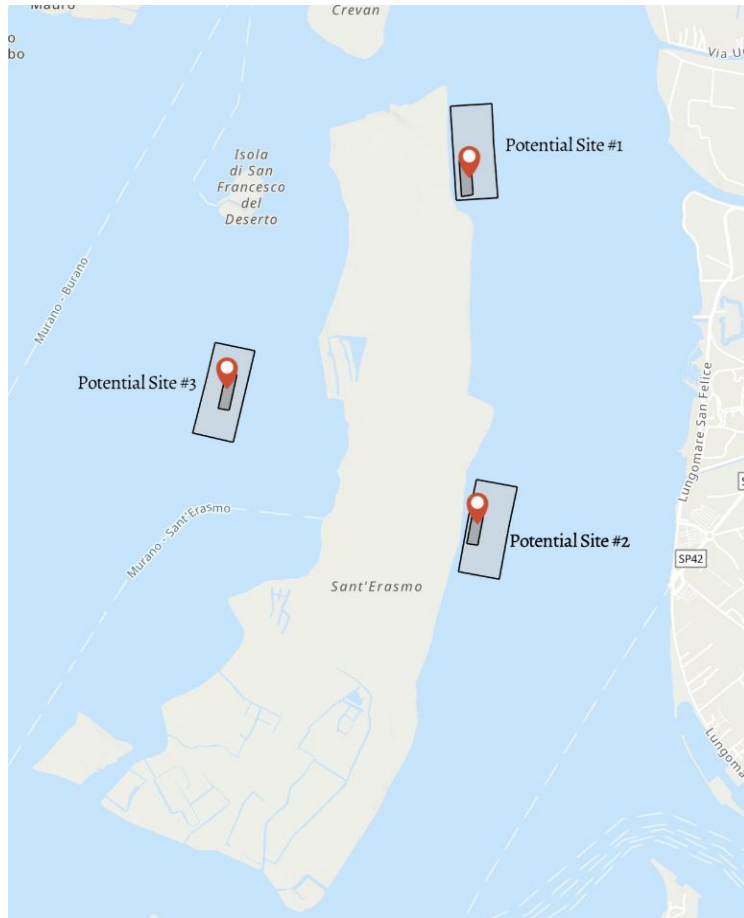 Mauro
Crevan
o
bo
Via U
Potential Site #1
Isola
di San
Francesco
del
Deserto
Murano - Burano
Potential Site #3
Lungomare San Felice
S
Murano - Sant'Erasmo
Potential Site #2
SP42
Sant'Erasmo
Lungoma